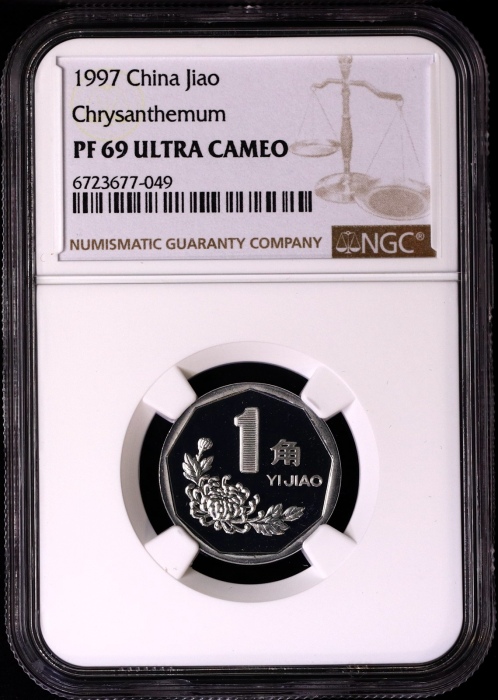 1997 China Jiao
Chrysanthemum
PF 69 ULTRA CAMEO
6723677-049
NUMISMATIC GUARANTY COMPANY NGC®
1角
YI JIAO